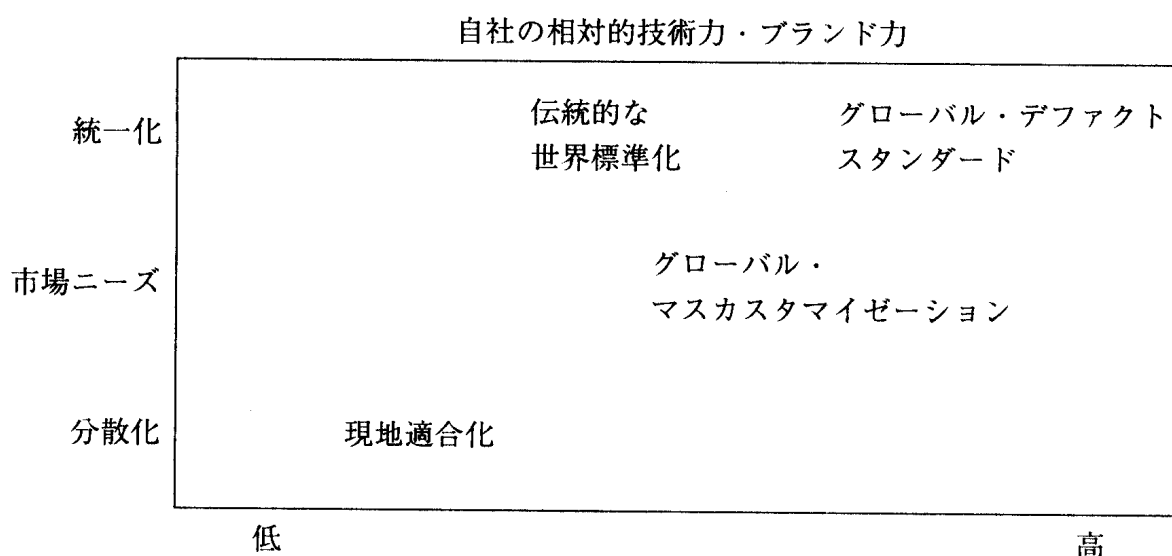 自社の相対的技術力・ブランド力
統一化
伝統的な
世界標準化
グローバル・デファクト
スタンダード
市場ニーズ
グローバル・
マスカスタマイゼーション
分散化
現地適合化
低
高